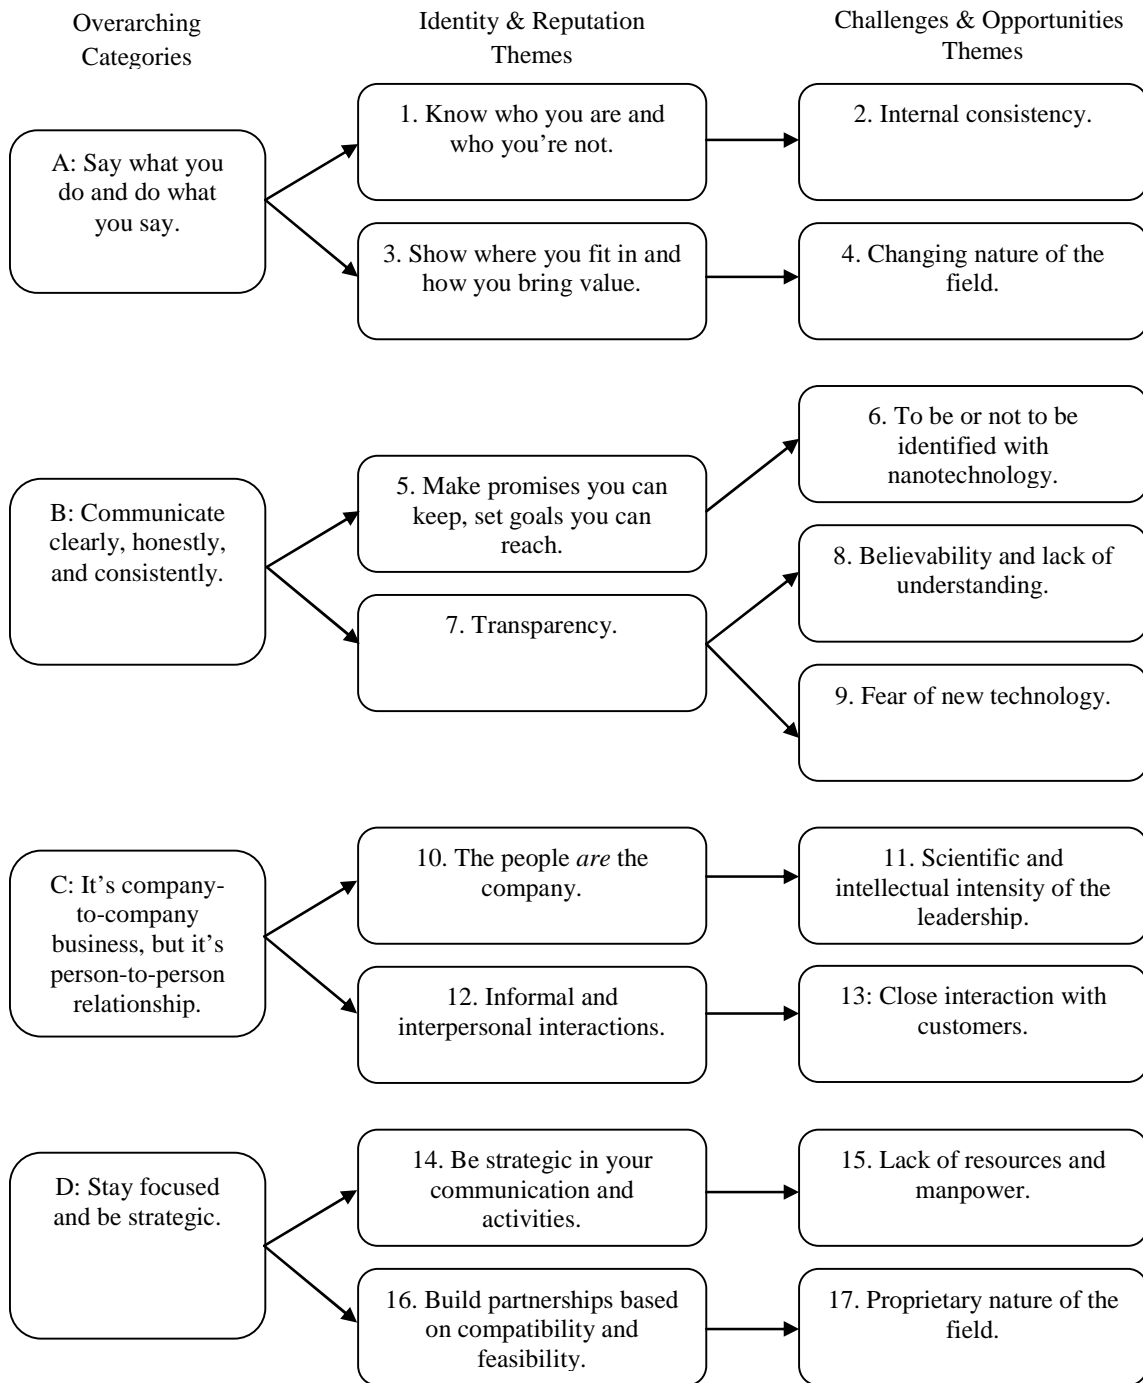 Overarching
Categories
Identity & Reputation
Themes
Challenges & Opportunities
Themes
A: Say what you
do and do what
you say.
1. Know who you are and
who you’re not.
2. Internal consistency.
3. Show where you fit in and
how you bring value.
4. Changing nature of the
field.
B: Communicate
clearly, honestly,
and consistently.
5. Make promises you can
keep, set goals you can
reach.
6. To be or not to be
identified with
nanotechnology.
7. Transparency.
8. Believability and lack of
understanding.
9. Fear of new technology.
C: It’s company-
to-company
business, but it’s
person-to-person
relationship.
10. The people are the
company.
11. Scientific and
intellectual intensity of the
leadership.
12. Informal and
interpersonal interactions.
13: Close interaction with
customers.
D: Stay focused
and be strategic.
14. Be strategic in your
communication and
activities.
15. Lack of resources and
manpower.
16. Build partnerships based
on compatibility and
feasibility.
17. Proprietary nature of the
field.